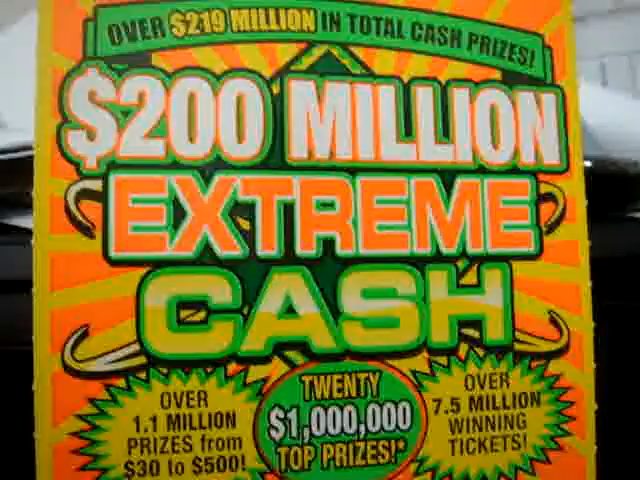 OVER $219 MILLION IN TOTAL CASH PRIZES!
$200 MILLION
EXTREME
CASH
OVER
1.1 MILLION
PRIZES from
$30 to $500!
TWENTY
$1,000,000
TOP PRIZES!*
OVER
7.5 MILLION
WINNING
TICKETS!